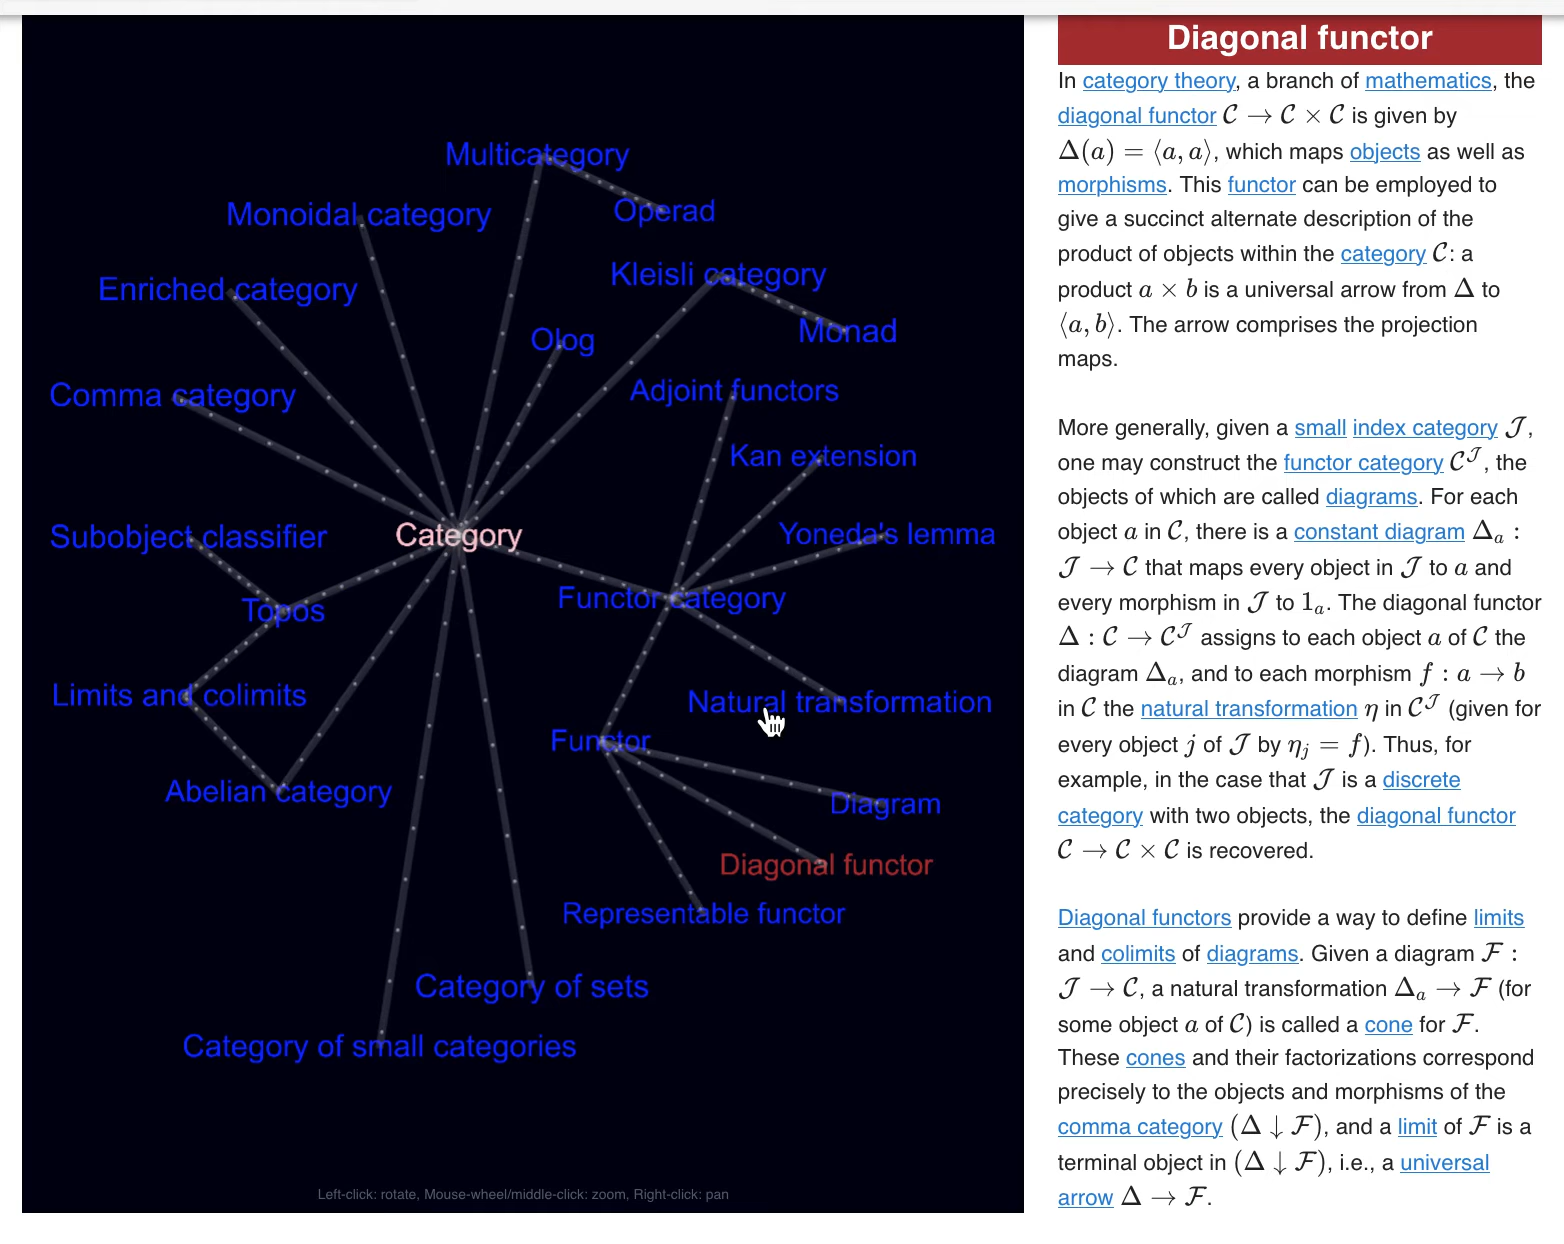 Multicategory
Operad
Monoidal category
Kleisli category
Enriched category
Monad
Olog
Adjoint functors
Comma category
Kan extension
Yoneda's lemma
Subobject classifier
Category
Functor category
Topos
Limits and colimits
Natural transformation
Functor
Abelian category
Diagram
Diagonal functor
Representable functor
Category of sets
Category of small categories
Left-click: rotate, Mouse-wheel/middle-click: zoom, Right-click: pan
Diagonal functor
In category theory, a branch of mathematics, the
diagonal functor 𝒞 → 𝒞 × 𝒞 is given by
Δ(a) = ⟨a, a⟩, which maps objects as well as
morphisms. This functor can be employed to
give a succinct alternate description of the
product of objects within the category 𝒞: a
product a × b is a universal arrow from Δ to
⟨a, b⟩. The arrow comprises the projection
maps.
More generally, given a small index category 𝒥,
one may construct the functor category 𝒞^𝒥, the
objects of which are called diagrams. For each
object a in 𝒞, there is a constant diagram Δₐ :
𝒥 → 𝒞 that maps every object in 𝒥 to a and
every morphism in 𝒥 to 1ₐ. The diagonal functor
Δ : 𝒞 → 𝒞^𝒥 assigns to each object a of 𝒞 the
diagram Δₐ, and to each morphism f : a → b
in 𝒞 the natural transformation η in 𝒞^𝒥 (given for
every object j of 𝒥 by ηⱼ = f). Thus, for
example, in the case that 𝒥 is a discrete
category with two objects, the diagonal functor
𝒞 → 𝒞 × 𝒞 is recovered.
Diagonal functors provide a way to define limits
and colimits of diagrams. Given a diagram ℱ :
𝒥 → 𝒞, a natural transformation Δₐ → ℱ (for
some object a of 𝒞) is called a cone for ℱ.
These cones and their factorizations correspond
precisely to the objects and morphisms of the
comma category (Δ ↓ ℱ), and a limit of ℱ is a
terminal object in (Δ ↓ ℱ), i.e., a universal
arrow Δ → ℱ.